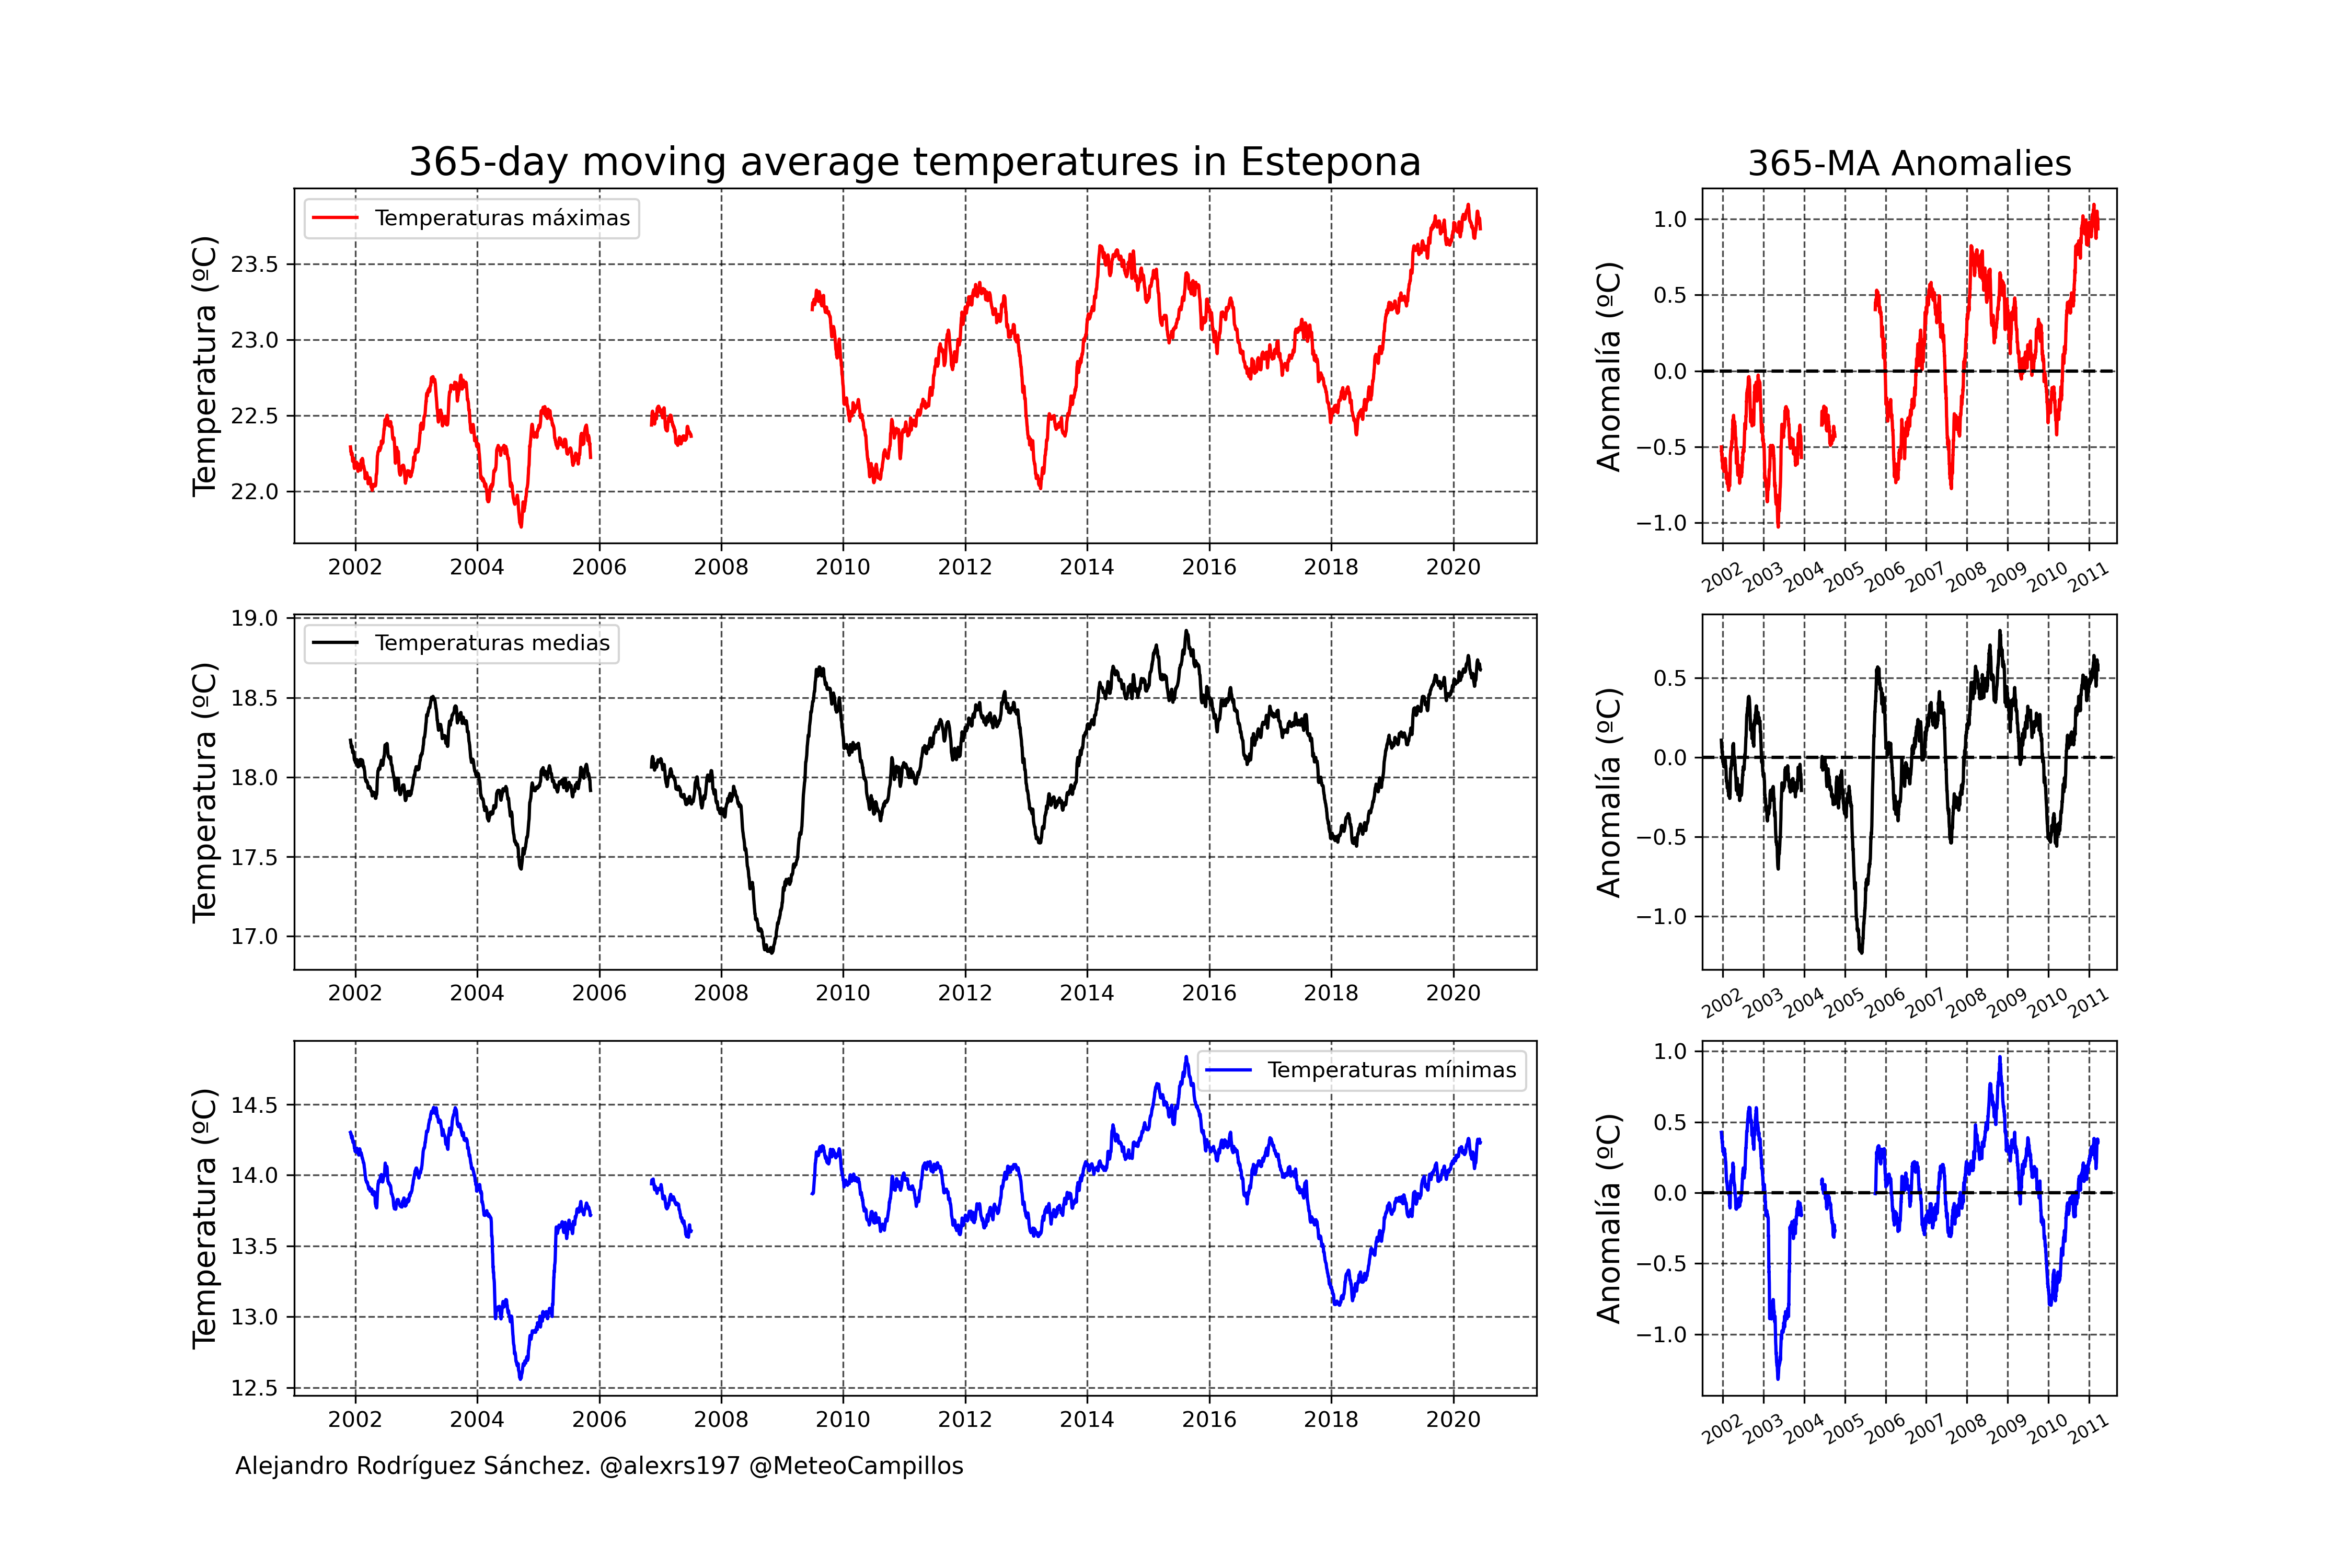 365-day moving average temperatures in Estepona
Temperatura (ºC)
Temperaturas máximas
23.5
23.0
22.5
22.0
2002 2004 2006 2008 2010 2012 2014 2016 2018 2020
365-MA Anomalies
Anomalía (ºC)
1.0
0.5
0.0
−0.5
−1.0
2002 2003 2004 2005 2006 2007 2008 2009 2010 2011
Temperatura (ºC)
Temperaturas medias
19.0
18.5
18.0
17.5
17.0
2002 2004 2006 2008 2010 2012 2014 2016 2018 2020
Anomalía (ºC)
0.5
0.0
−0.5
−1.0
2002 2003 2004 2005 2006 2007 2008 2009 2010 2011
Temperatura (ºC)
Temperaturas mínimas
14.5
14.0
13.5
13.0
12.5
2002 2004 2006 2008 2010 2012 2014 2016 2018 2020
Anomalía (ºC)
1.0
0.5
0.0
−0.5
−1.0
2002 2003 2004 2005 2006 2007 2008 2009 2010 2011
Alejandro Rodríguez Sánchez. @alexrs197 @MeteoCampillos